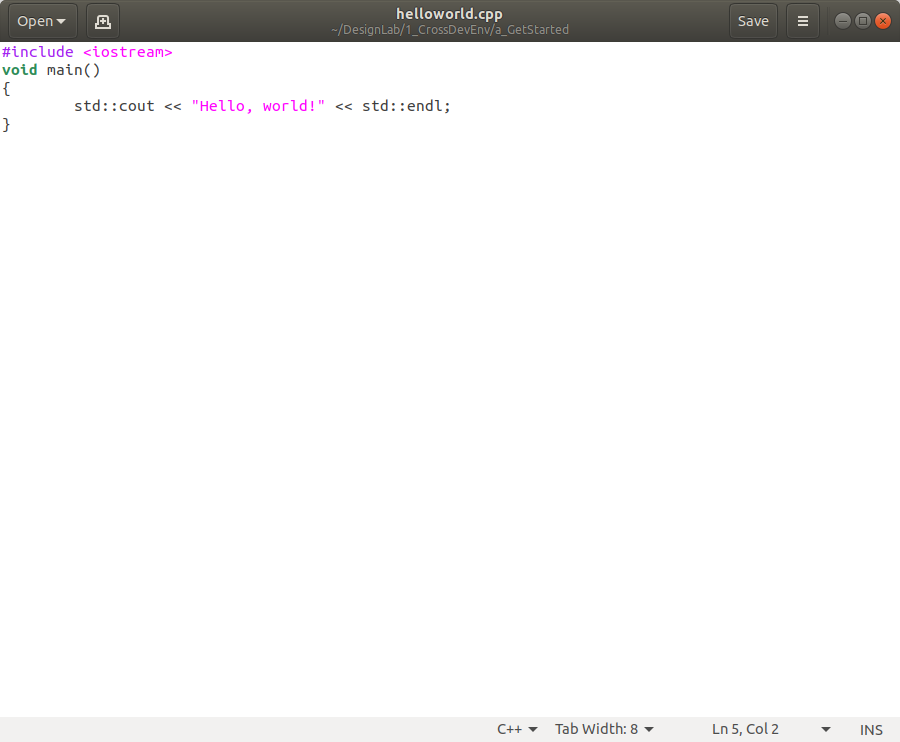 Open
helloworld.cpp
~/DesignLab/1_CrossDevEnv/a_GetStarted
Save
#include <iostream>
void main()
{
        std::cout << "Hello, world!" << std::endl;
}
C++
Tab Width: 8
Ln 5, Col 2
INS